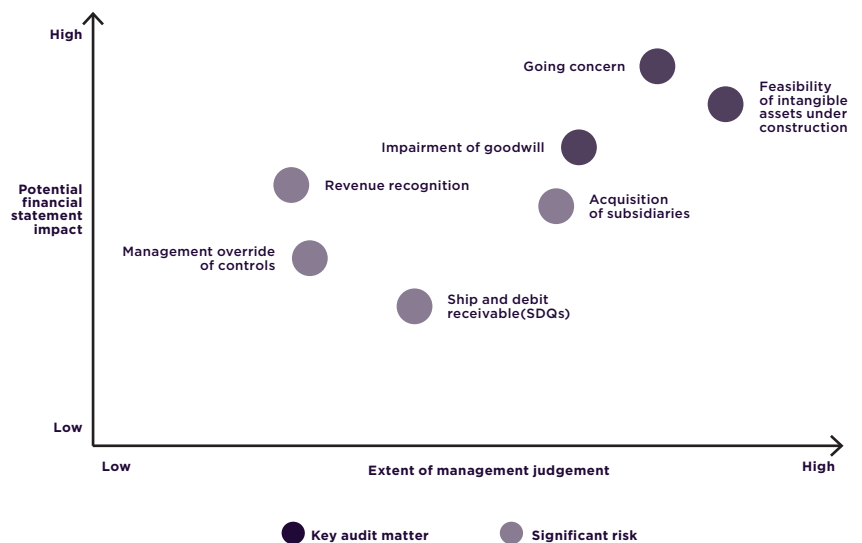 High
Going concern
Feasibility
of intangible
assets under
construction
Impairment of goodwill
Revenue recognition
Potential
financial
statement
impact
Acquisition
of subsidiaries
Management override
of controls
Ship and debit
receivable(SDQs)
Low
Low
Extent of management judgement
High
Key audit matter
Significant risk